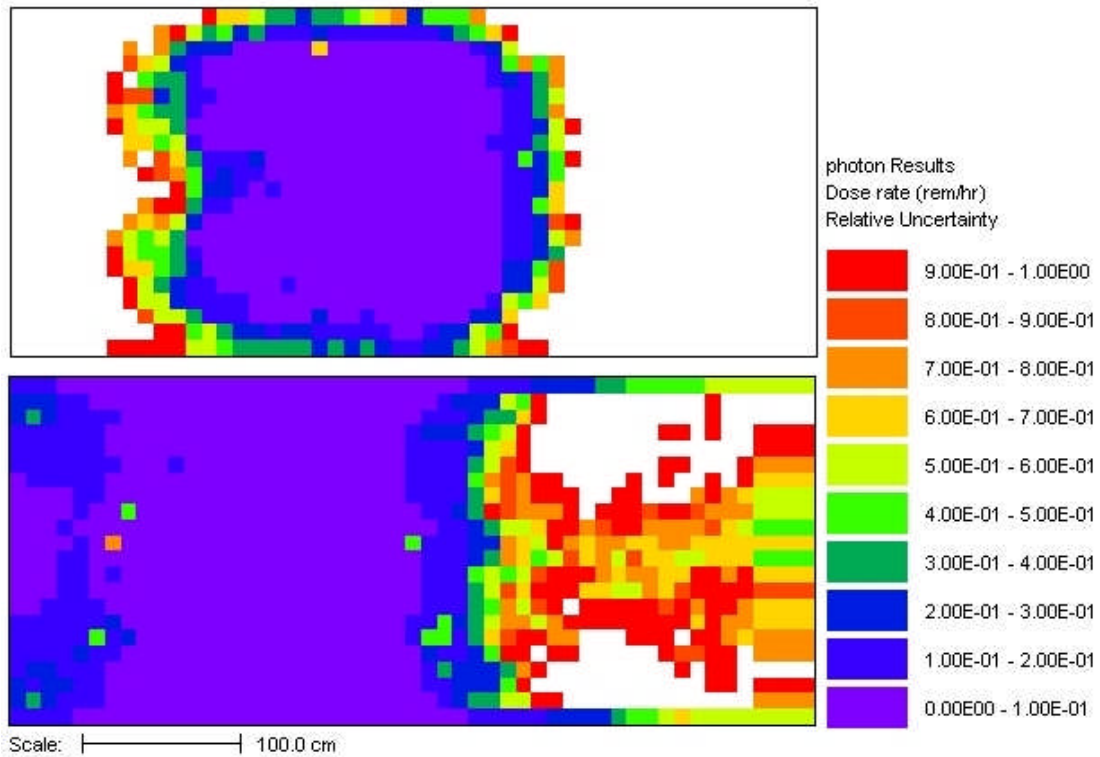 photon Results
Dose rate (rem/hr)
Relative Uncertainty
9.00E-01 - 1.00E00
8.00E-01 - 9.00E-01
7.00E-01 - 8.00E-01
6.00E-01 - 7.00E-01
5.00E-01 - 6.00E-01
4.00E-01 - 5.00E-01
3.00E-01 - 4.00E-01
2.00E-01 - 3.00E-01
1.00E-01 - 2.00E-01
0.00E00 - 1.00E-01
Scale: 100.0 cm